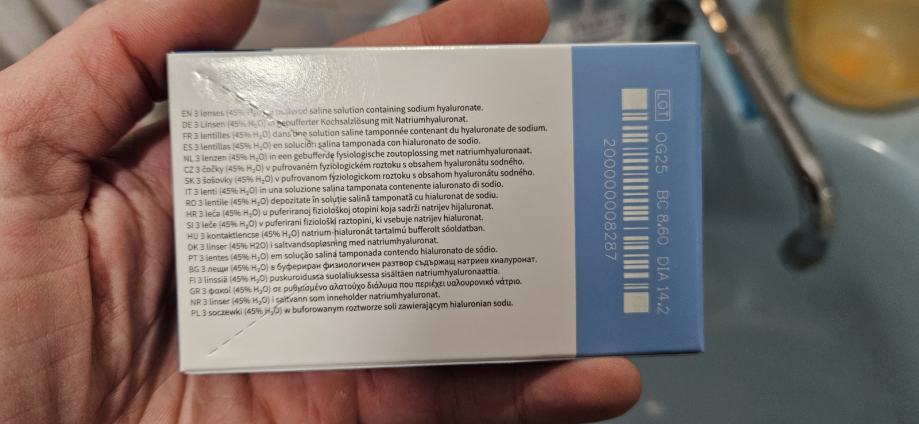 EN 3 lenses (45% H₂O) saline solution containing sodium hyaluronate.
DE 3 Linsen (45% H₂O) in gepufferter Kochsalzlösung mit Natriumhyaluronat.
FR 3 lentilles (45% H₂O) dans une solution saline tamponnée contenant du hyaluronate de sodium.
ES 3 lentillas (45% H₂O) en solución salina tamponada con hialuronato de sodio.
NL 3 lenzen (45% H₂O) in een gebufferde fysiologische zoutoplossing met natriumhyaluronaat.
CZ 3 čočky (45% H₂O) v pufrovaném fyziologickém roztoku s obsahem hyaluronátu sodného.
SK 3 šošovky (45% H₂O) v pufrovanom fyziologickom roztoku s obsahom hyaluronátu sodného.
IT 3 lenti (45% H₂O) in una soluzione salina tamponata contenente ialuronato di sodio.
RO 3 lentile (45% H₂O) depozitate în soluție salină tamponată cu hialuronat de sodiu.
HR 3 leća (45% H₂O) u puferiranoj fiziološkoj otopini koja sadrži natrijev hijaluronat.
SI 3 leče (45% H₂O) v puferirani fiziološki raztopini, ki vsebuje natrijev hialuronat.
HU 3 kontaktlencse (45% H₂O) natrium-hialuronát tartalmú bufferolt sóoldatban.
DK 3 linser (45% H2O) i saltvandsopløsning med natriumhyaluronat.
PT 3 lentes (45% H₂O) em solução salina tamponada contendo hialuronato de sódio.
BG 3 лещи (45% H₂O) в буфериран физиологичен разтвор съдържащ натриев хиалуронат.
FI 3 linssiä (45% H₂O) puskuroidussa suolaliuoksessa sisältäen natriumhyaluronaattia.
GR 3 φακοί (45% H₂O) σε ρυθμισμένο αλατούχο διάλυμα που περιέχει υαλουρονικό νάτριο.
NR 3 linser (45% H₂O) i saltvann som inneholder natriumhyaluronat.
PL 3 soczewki (45% H₂O) w buforowanym roztworze soli zawierającym hialuronian sodu.
LOT OG25 BC 8,60 DIA 14,2
2000000008287